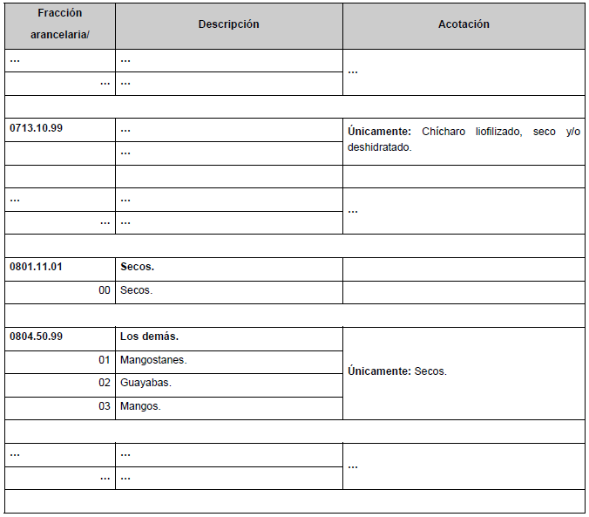 Fracción
arancelaria/
Descripción
Acotación
...
...
...
...
...
0713.10.99
...
Únicamente: Chícharo liofilizado, seco y/o
deshidratado.
...
...
...
...
...
...
0801.11.01
Secos.
00
Secos.
0804.50.99
Los demás.
01
Mangostanes.
Únicamente: Secos.
02
Guayabas.
03
Mangos.
...
...
...
...
...